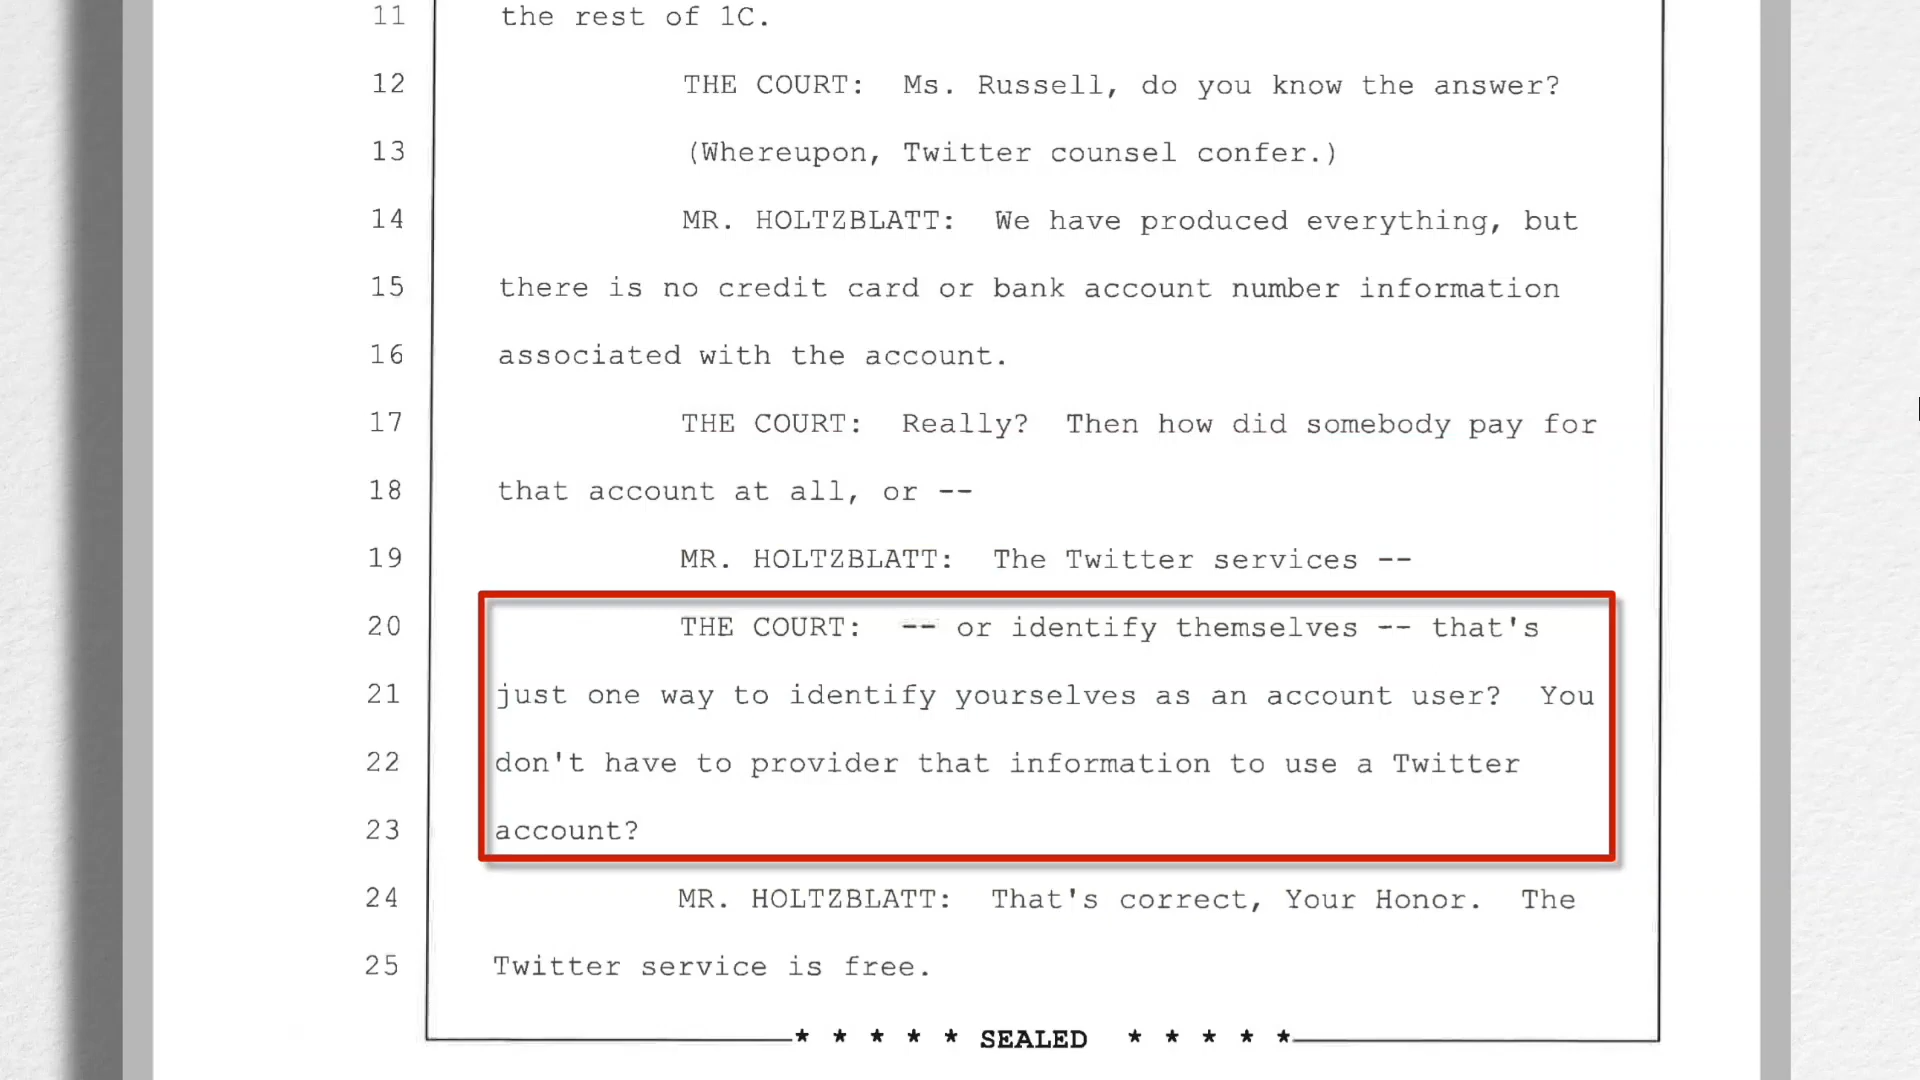 11 the rest of 1C.
12 THE COURT: Ms. Russell, do you know the answer?
13 (Whereupon, Twitter counsel confer.)
14 MR. HOLTZBLATT: We have produced everything, but
15 there is no credit card or bank account number information
16 associated with the account.
17 THE COURT: Really? Then how did somebody pay for
18 that account at all, or --
19 MR. HOLTZBLATT: The Twitter services --
20 THE COURT: -- or identify themselves -- that's
21 just one way to identify yourselves as an account user? You
22 don't have to provider that information to use a Twitter
23 account?
24 MR. HOLTZBLATT: That's correct, Your Honor. The
25 Twitter service is free.
* * * * * SEALED * * * * *